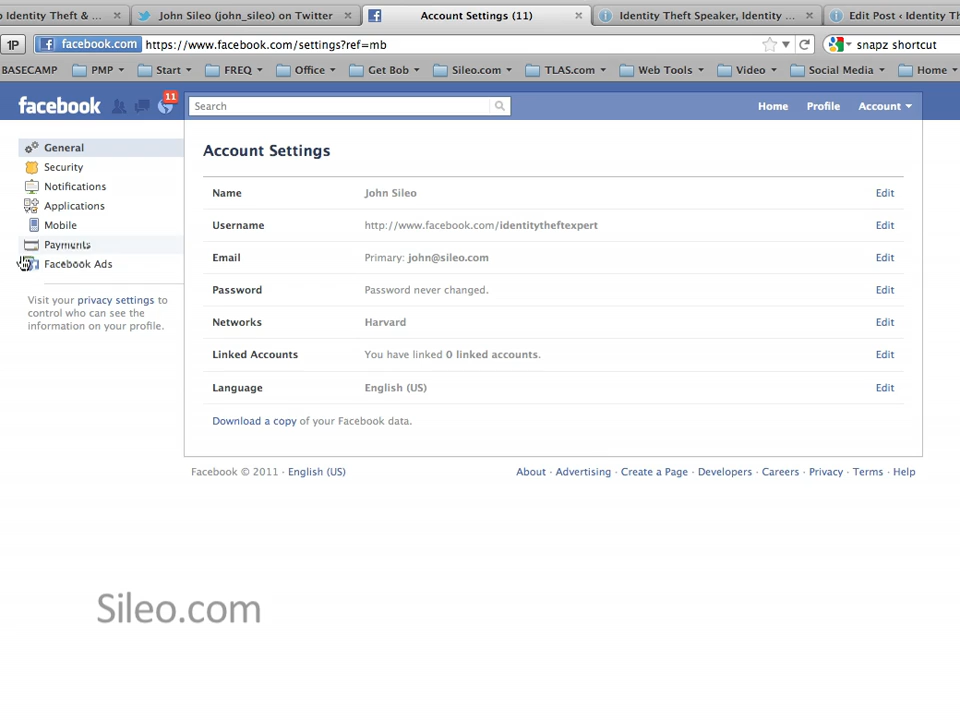 p Identity Theft & ... John Sileo (john_sileo) on Twitter Account Settings (11) Identity Theft Speaker, Identity ... Edit Post ‹ Identity Th
1P facebook.com https://www.facebook.com/settings?ref=mb snapz shortcut
BASECAMP PMP Start FREQ Office Get Bob Sileo.com TLAS.com Web Tools Video Social Media Home
facebook 11 Search Home Profile Account
General
Security
Notifications
Applications
Mobile
Payments
Facebook Ads
Visit your privacy settings to
control who can see the
information on your profile.
Account Settings
Name John Sileo Edit
Username http://www.facebook.com/identitytheftexpert Edit
Email Primary: john@sileo.com Edit
Password Password never changed. Edit
Networks Harvard Edit
Linked Accounts You have linked 0 linked accounts. Edit
Language English (US) Edit
Download a copy of your Facebook data.
Facebook © 2011 · English (US) About · Advertising · Create a Page · Developers · Careers · Privacy · Terms · Help
Sileo.com